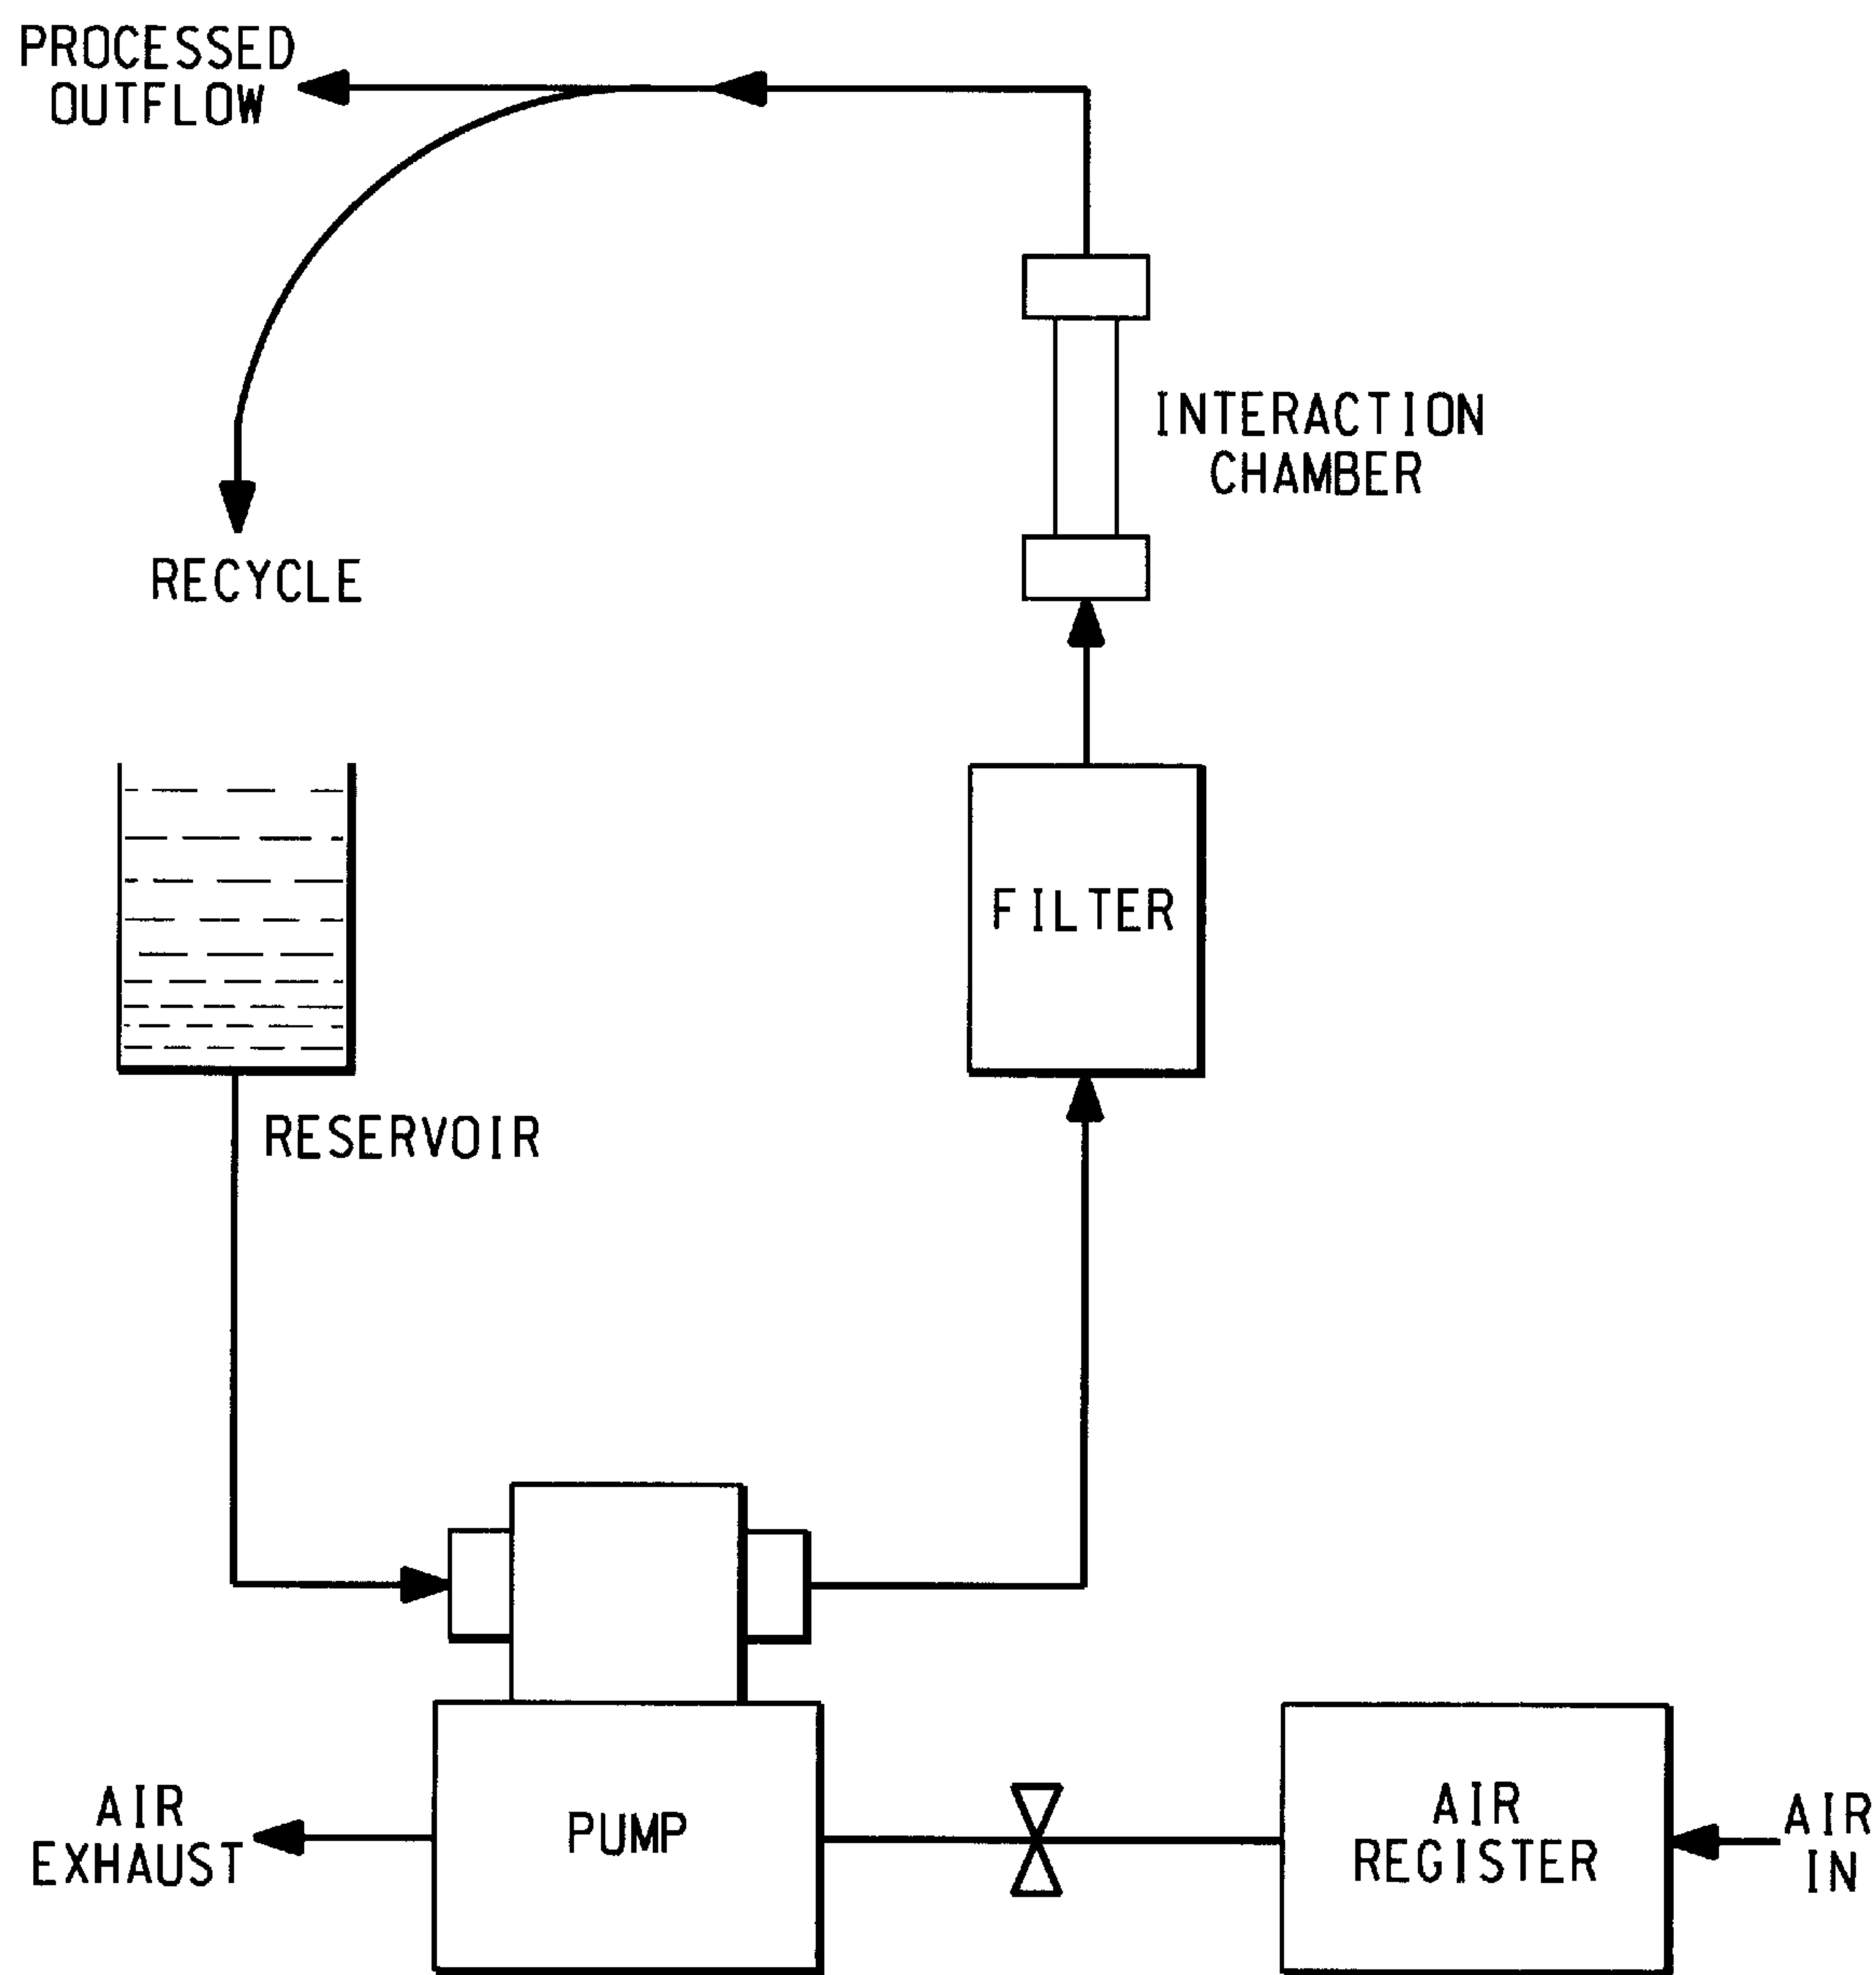 PROCESSED
OUTFLOW
INTERACTION
CHAMBER
RECYCLE
FILTER
RESERVOIR
AIR
EXHAUST
PUMP
AIR
REGISTER
AIR
IN